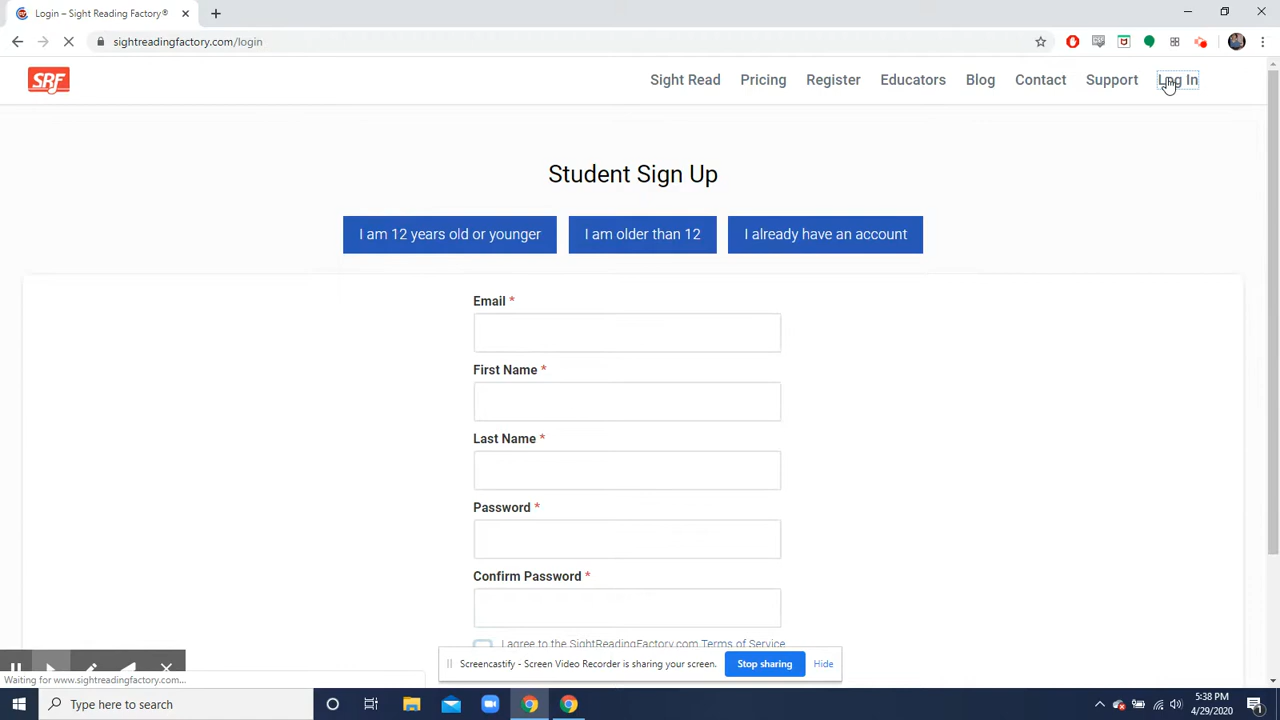 Login – Sight Reading Factory®
sightreadingfactory.com/login
SRF
Sight Read Pricing Register Educators Blog Contact Support Log In
Student Sign Up
I am 12 years old or younger I am older than 12 I already have an account
Email *
First Name *
Last Name *
Password *
Confirm Password *
I agree to the SightReadingFactory.com Terms of Service
Screencastify - Screen Video Recorder is sharing your screen. Stop sharing Hide
Waiting for www.sightreadingfactory.com...
Type here to search
5:38 PM
4/29/2020